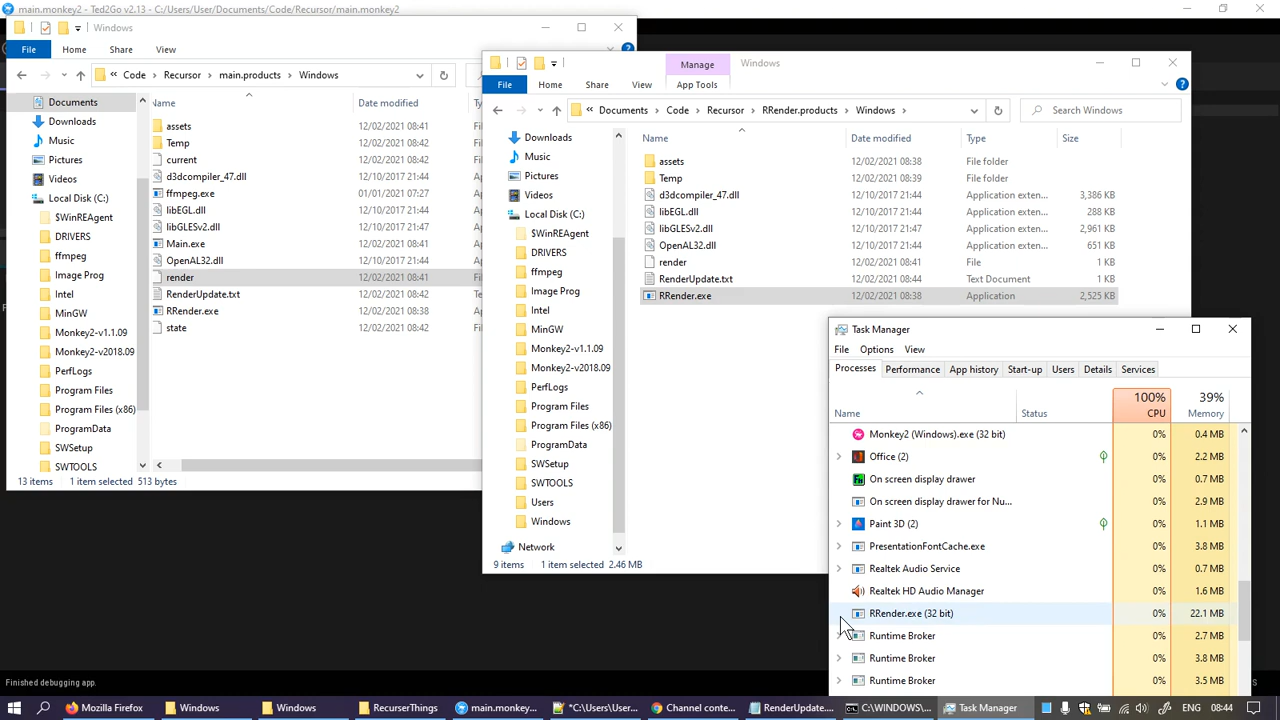 main.monkey2 - Ted2Go v2.13 - C:/Users/User/Documents/Code/Recursor/main.monkey2
Windows
File Home Share View
Code Recursor main.products Windows
Name Date modified
Documents
Downloads
Music
Pictures
Videos
Local Disk (C:)
$WinREAgent
DRIVERS
ffmpeg
Image Prog
Intel
MinGW
Monkey2-v1.1.09
Monkey2-v2018.09
PerfLogs
Program Files
Program Files (x86)
ProgramData
SWSetup
SWTOOLS
assets 12/02/2021 08:41
Temp 12/02/2021 08:41
current 12/02/2021 08:42
d3dcompiler_47.dll 12/10/2017 21:44
ffmpeg.exe 01/01/2021 07:27
libEGL.dll 12/10/2017 21:44
libGLESv2.dll 12/10/2017 21:47
Main.exe 12/02/2021 08:41
OpenAL32.dll 12/10/2017 21:44
render 12/02/2021 08:41
RenderUpdate.txt 12/02/2021 08:42
RRender.exe 12/02/2021 08:38
state 12/02/2021 08:42
13 items 1 item selected 513 bytes
Manage Windows
File Home Share View App Tools
Documents Code Recursor RRender.products Windows
Search Windows
Name Date modified Type Size
Downloads
Music
Pictures
Videos
Local Disk (C:)
$WinREAgent
DRIVERS
ffmpeg
Image Prog
Intel
MinGW
Monkey2-v1.1.09
Monkey2-v2018.09
PerfLogs
Program Files
Program Files (x86)
ProgramData
SWSetup
SWTOOLS
Users
Windows
Network
assets 12/02/2021 08:38 File folder
Temp 12/02/2021 08:39 File folder
d3dcompiler_47.dll 12/10/2017 21:44 Application exten... 3,386 KB
libEGL.dll 12/10/2017 21:44 Application exten... 288 KB
libGLESv2.dll 12/10/2017 21:47 Application exten... 2,961 KB
OpenAL32.dll 12/10/2017 21:44 Application exten... 651 KB
render 12/02/2021 08:41 File 1 KB
RenderUpdate.txt 12/02/2021 08:44 Text Document 1 KB
RRender.exe 12/02/2021 08:38 Application 2,525 KB
9 items 1 item selected 2.46 MB
Task Manager
File Options View
Processes Performance App history Start-up Users Details Services
100% 39%
Name Status CPU Memory
Monkey2 (Windows).exe (32 bit) 0% 0.4 MB
Office (2) 0% 2.2 MB
On screen display drawer 0% 0.7 MB
On screen display drawer for Nu... 0% 2.9 MB
Paint 3D (2) 0% 1.1 MB
PresentationFontCache.exe 0% 3.8 MB
Realtek Audio Service 0% 0.7 MB
Realtek HD Audio Manager 0% 1.6 MB
RRender.exe (32 bit) 0% 22.1 MB
Runtime Broker 0% 2.7 MB
Runtime Broker 0% 3.8 MB
Runtime Broker 0% 3.5 MB
Finished debugging app.
Mozilla Firefox Windows Windows RecurserThings main.monkey... *C:\Users\User... Channel conte... RenderUpdate.... C:\WINDOWS\... Task Manager 08:44